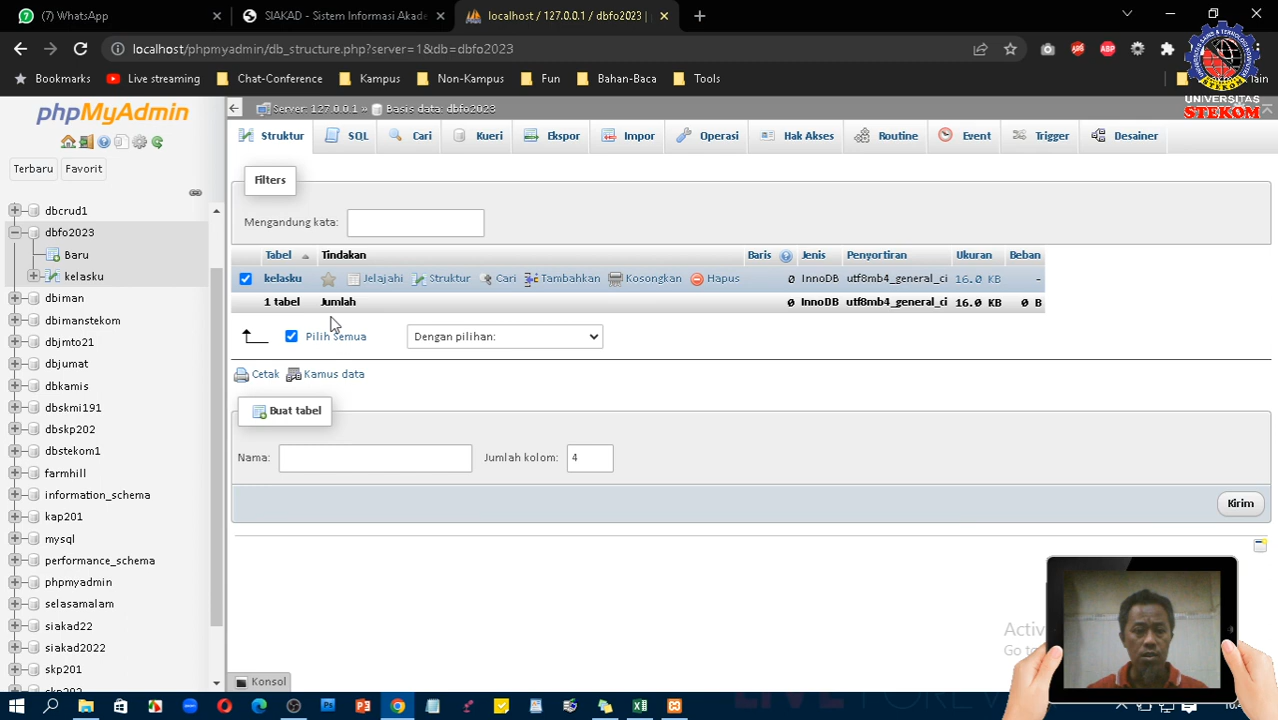 (7) WhatsApp
SIAKAD - Sistem Informasi Akade
localhost / 127.0.0.1 / dbfo2023 |
localhost/phpmyadmin/db_structure.php?server=1&db=dbfo2023
ABP
Bookmarks
Live streaming
Chat-Conference
Kampus
Non-Kampus
Fun
Bahan-Baca
Tools
UNIVERSITAS
STEKOM
phpMyAdmin
Terbaru
Favorit
dbcrud1
dbfo2023
Baru
kelasku
dbiman
dbimanstekom
dbjmto21
dbjumat
dbkamis
dbskmi191
dbskp202
dbstekom1
farmhill
information_schema
kap201
mysql
performance_schema
phpmyadmin
selasamalam
siakad22
siakad2022
skp201
Server: 127.0.0.1 » Basis data: dbfo2023
Struktur
SQL
Cari
Kueri
Ekspor
Impor
Operasi
Hak Akses
Routine
Event
Trigger
Desainer
Filters
Mengandung kata:
Tabel Tindakan Baris Jenis Penyortiran Ukuran Beban
kelasku Jelajahi Struktur Cari Tambahkan Kosongkan Hapus 0 InnoDB utf8mb4_general_ci 16.0 KB -
1 tabel Jumlah 0 InnoDB utf8mb4_general_ci 16.0 KB 0 B
Pilih Semua
Dengan pilihan:
Cetak
Kamus data
Buat tabel
Nama:
Jumlah kolom: 4
Kirim
Activ
Go to
Konsol